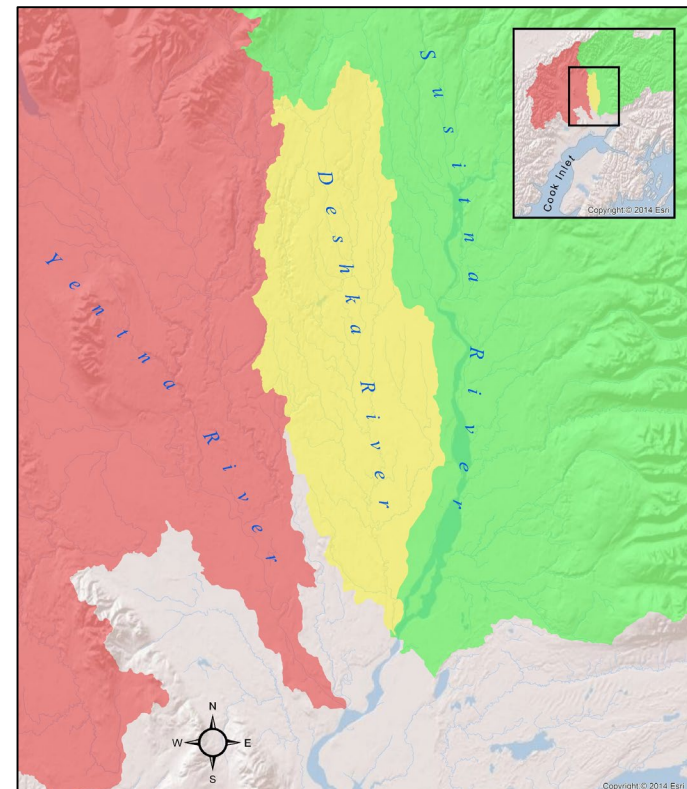 Susitna River
Deshka River
Yentna River
Cook Inlet
Copyright © 2014 Esri
N
W E
S
Copyright © 2014 Esri